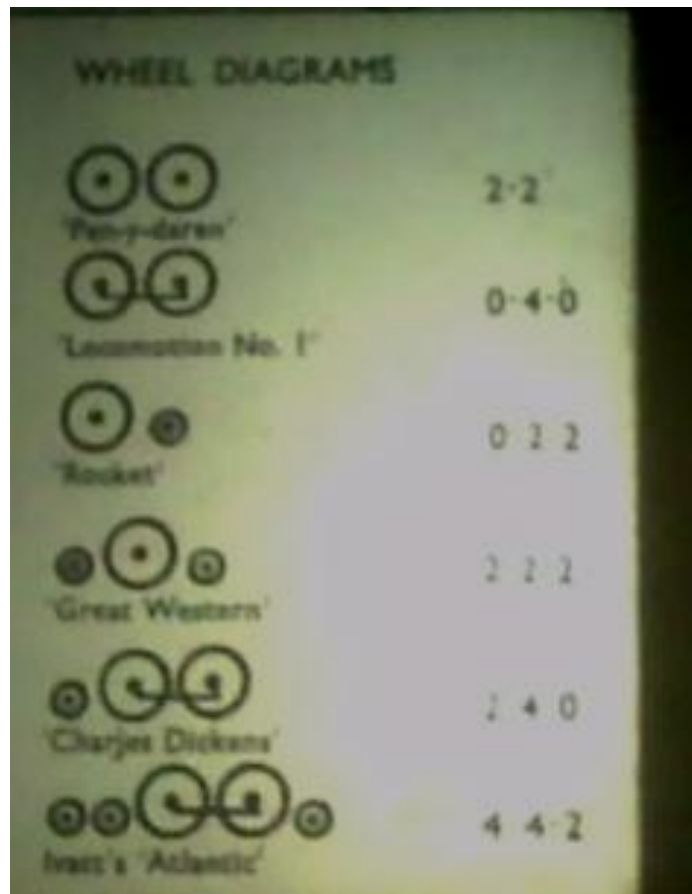 WHEEL DIAGRAMS
2-2
'Pen-y-daren'
0-4-0
'Locomotion No. 1'
0 2 2
'Rocket'
2 2 2
'Great Western'
2 4 0
'Charles Dickens'
4 4-2
Ivatt's 'Atlantic'